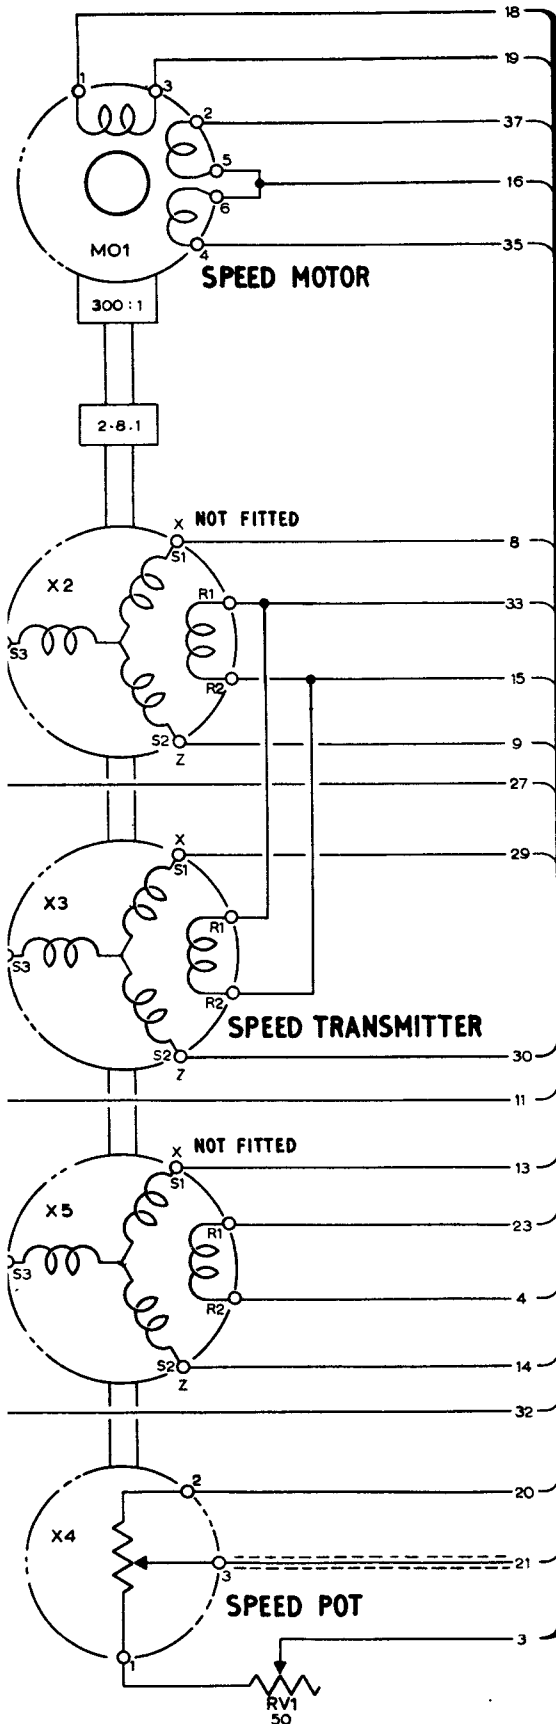 18
1 3 19
2 37
5
16
6
MO1 4 35
SPEED MOTOR
300:1
2·8.1
X NOT FITTED
S1 8
X2 R1 33
S3
R2 15
S2 9
Z
27
X
S1 29
X3
R1
S3
R2
SPEED TRANSMITTER
S2 30
Z
11
X NOT FITTED
S1 13
X5 R1 23
S3
R2 4
S2 14
Z
32
2 20
X4
3 21
SPEED POT
1 3
RV1
50